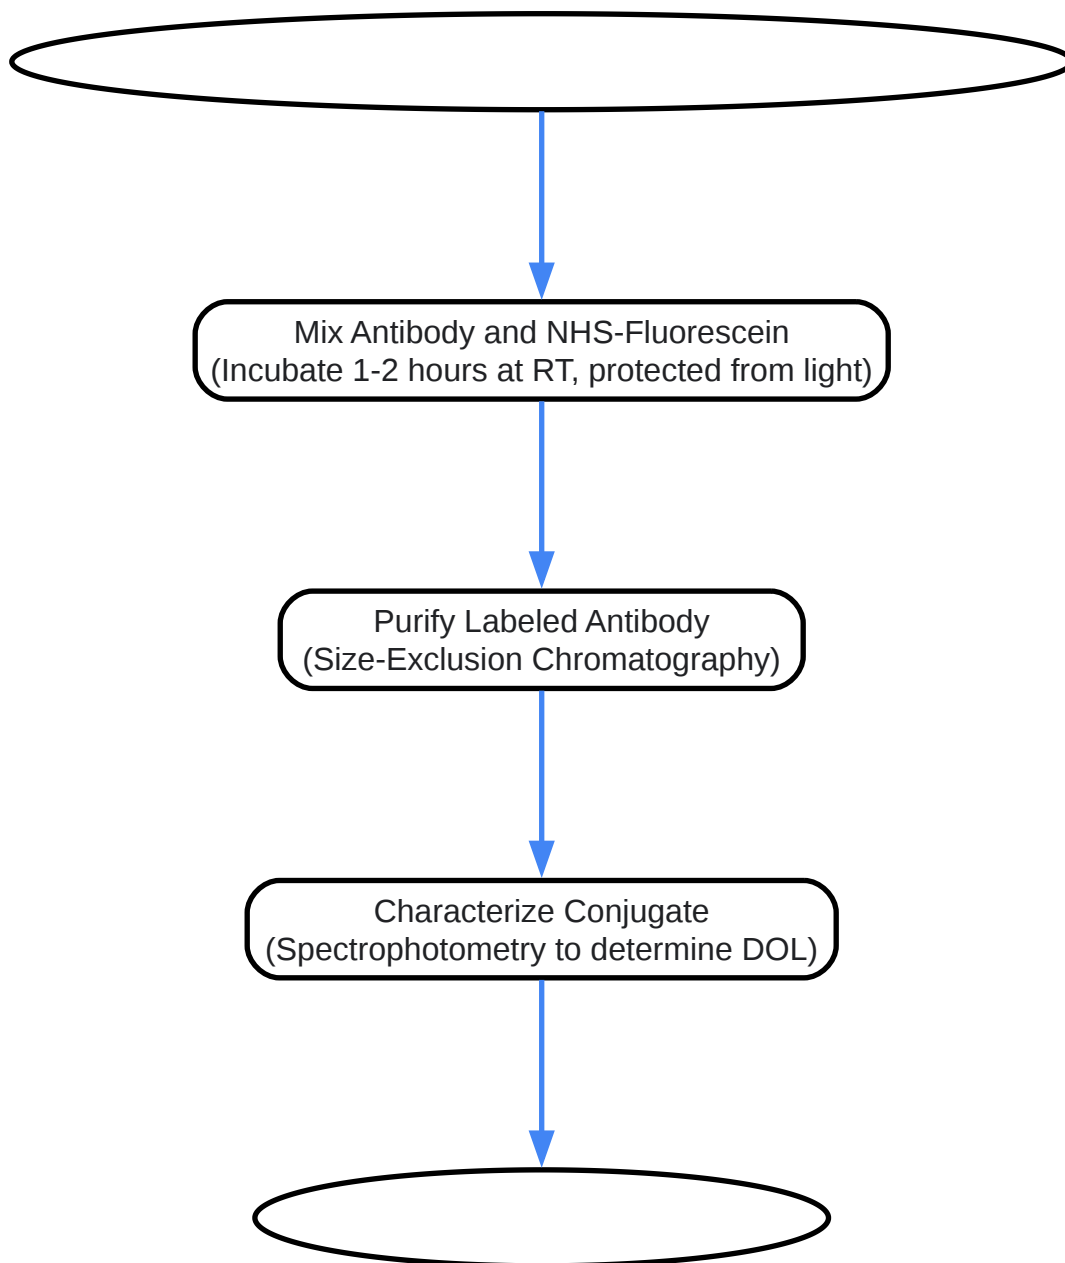 Mix Antibody and NHS-Fluorescein
(Incubate 1-2 hours at RT, protected from light)
Purify Labeled Antibody
(Size-Exclusion Chromatography)
Characterize Conjugate
(Spectrophotometry to determine DOL)